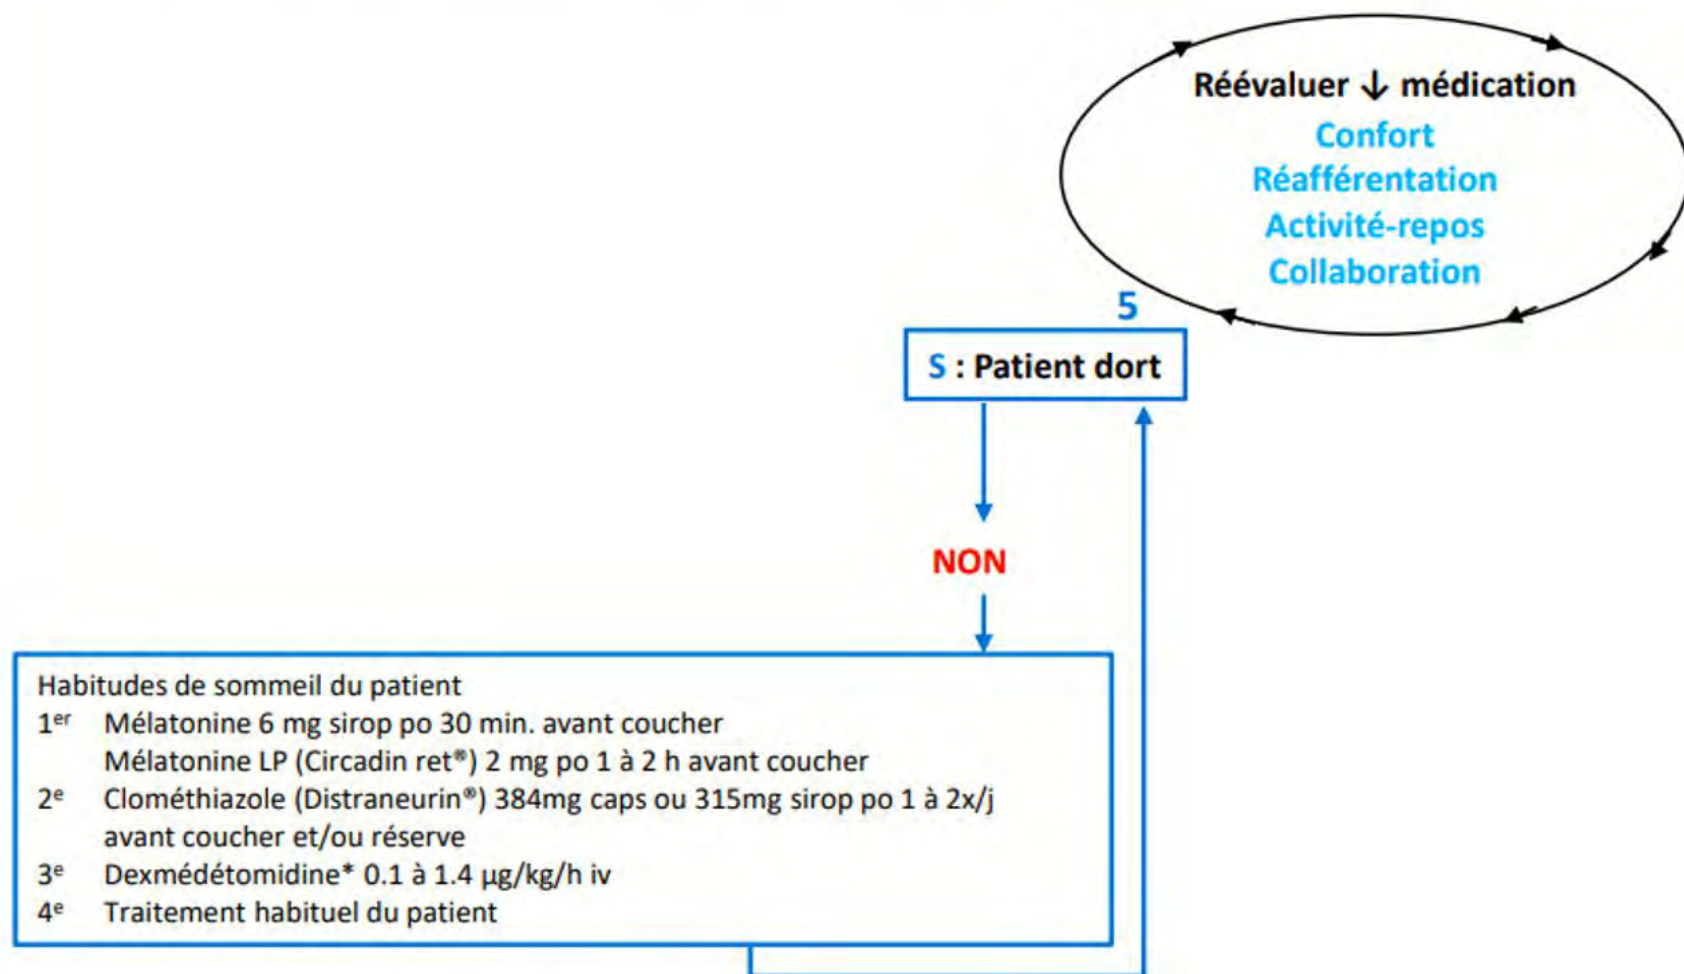 Réévaluer ↓ médication
Confort
Réafférentation
Activité-repos
Collaboration
5
S : Patient dort
NON
Habitudes de sommeil du patient
1er Mélatonine 6 mg sirop po 30 min. avant coucher
Mélatonine LP (Circadin ret®) 2 mg po 1 à 2 h avant coucher
2e Clométhiazole (Distraneurin®) 384mg caps ou 315mg sirop po 1 à 2x/j
avant coucher et/ou réserve
3e Dexmédétomidine* 0.1 à 1.4 µg/kg/h iv
4e Traitement habituel du patient